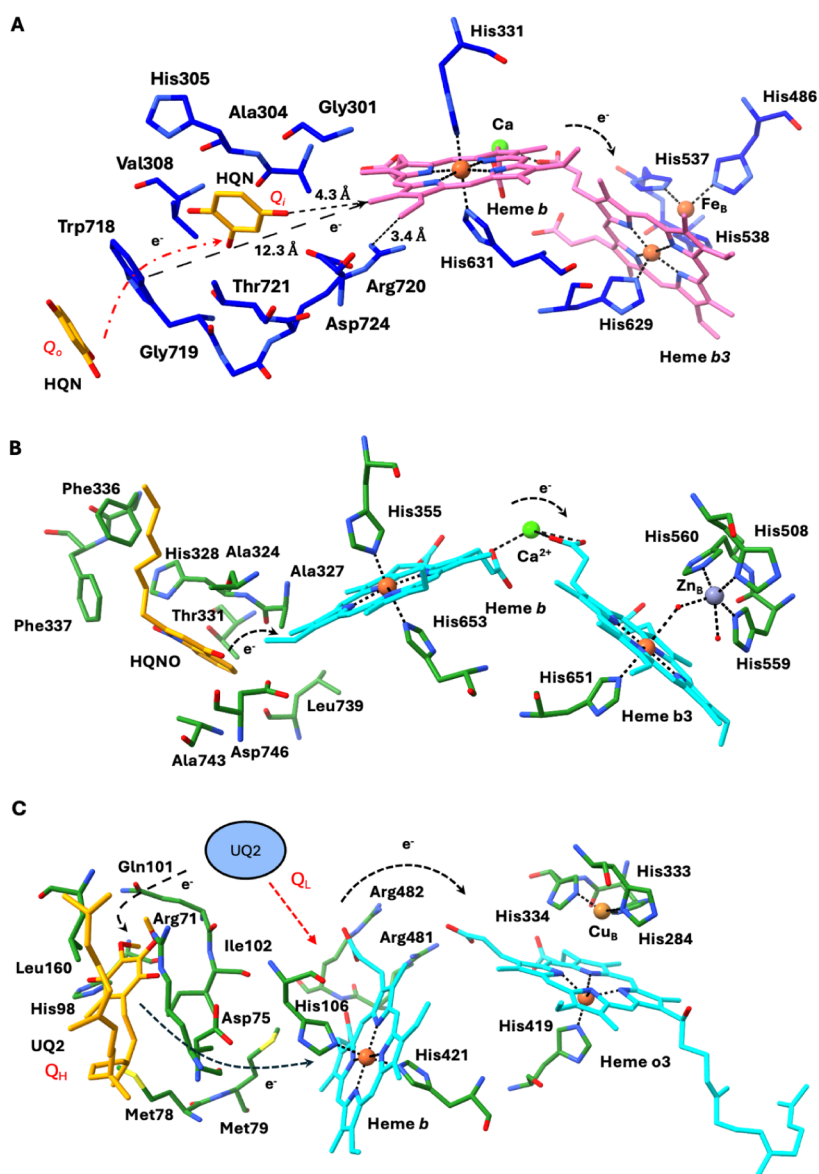 A
His331
His305
Ala304
Gly301
Ca
e-
His486
Val308
HQN
Qi
4.3 Å
His537
Heme b
FeB
Trp718
e-
e-
12.3 Å
3.4 Å
His538
His631
Thr721
Arg720
Asp724
His629
Qo
Gly719
HQN
Heme b3
B
Phe336
His355
e-
His508
His560
His328
Ala324
Ca2+
Ala327
ZnB
Heme b
Thr331
Phe337
His653
e-
HQNO
His559
His651
Leu739
Heme b3
Asp746
Ala743
C
e-
UQ2
Gln101
e-
QL
His333
Arg482
Arg71
His334
Arg481
CuB
Ile102
His284
Leu160
His106
His98
Asp75
UQ2
His419
His421
Heme o3
QH
e-
Met78
Met79
Heme b